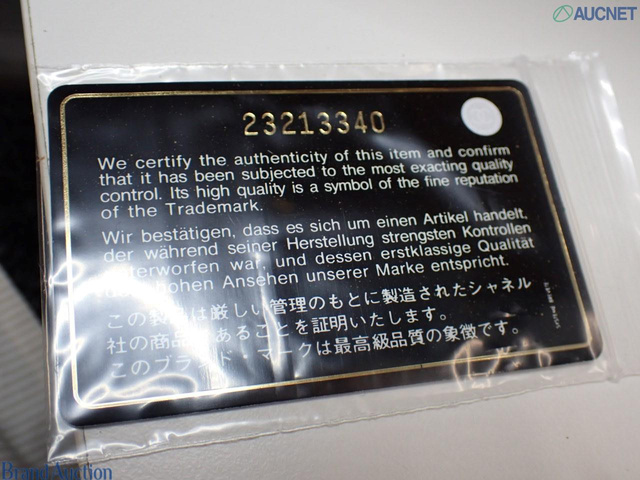 AUCNET
23213340
We certify the authenticity of this item and confirm
that it has been subjected to the most exacting quality
control. Its high quality is a symbol of the fine reputation
of the Trademark.
Wir bestätigen, dass es sich um einen Artikel handelt,
der während seiner Herstellung strengsten Kontrollen
unterworfen war, und dessen erstklassige Qualität
hohen Ansehen unserer Marke entspricht.
この製品は厳しい管理のもとに製造されたシャネル
社の商品であることを証明いたします。
このブランド・マークは最高級品質の象徴です。
Brand Auction